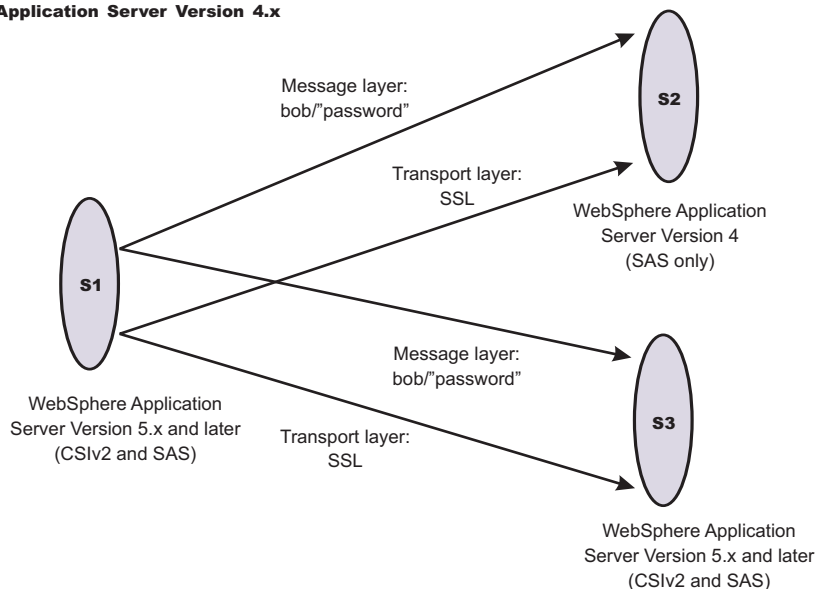 Application Server Version 4.x
Message layer:
bob/”password”
S2
Transport layer:
SSL
WebSphere Application
Server Version 4
(SAS only)
S1
Message layer:
bob/”password”
WebSphere Application
Server Version 5.x and later
(CSIv2 and SAS)
Transport layer:
SSL
S3
WebSphere Application
Server Version 5.x and later
(CSIv2 and SAS)